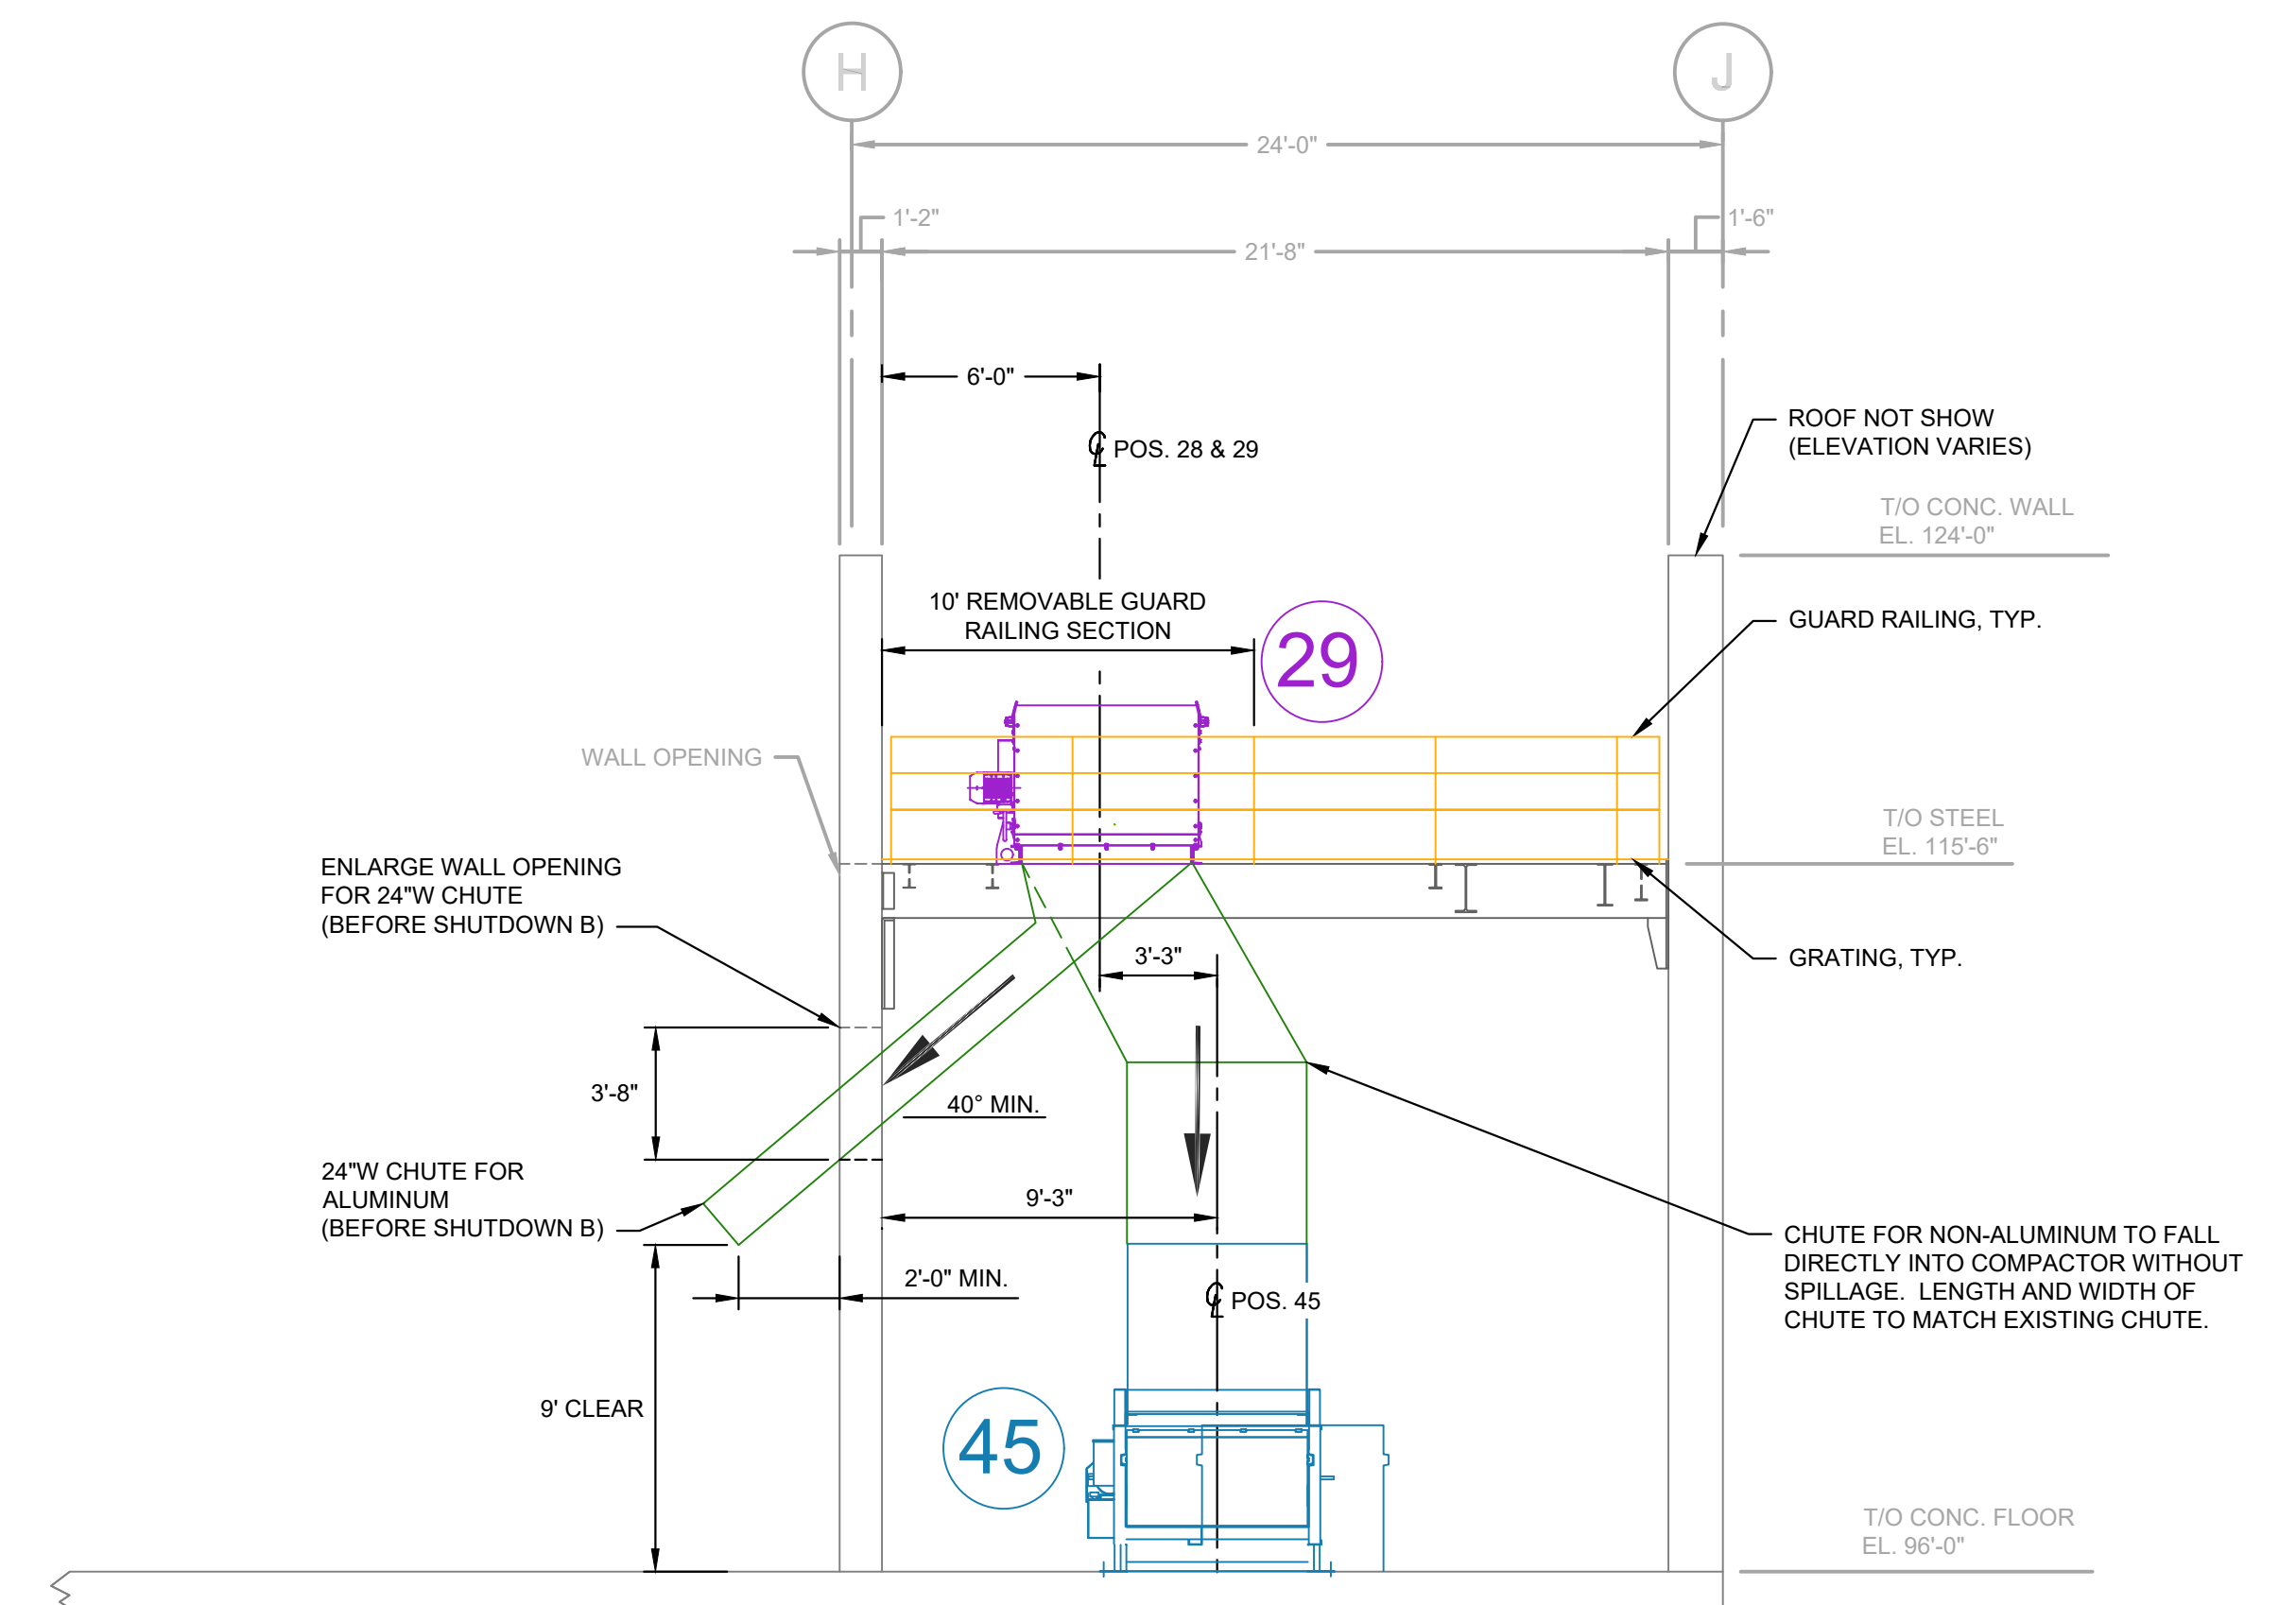 H
J
24'-0"
1'-2"
1'-6"
21'-8"
6'-0"
℄ POS. 28 & 29
ROOF NOT SHOW
(ELEVATION VARIES)
T/O CONC. WALL
EL. 124'-0"
10' REMOVABLE GUARD
RAILING SECTION
29
GUARD RAILING, TYP.
WALL OPENING
T/O STEEL
EL. 115'-6"
ENLARGE WALL OPENING
FOR 24"W CHUTE
(BEFORE SHUTDOWN B)
3'-3"
GRATING, TYP.
3'-8"
40° MIN.
24"W CHUTE FOR
ALUMINUM
(BEFORE SHUTDOWN B)
9'-3"
CHUTE FOR NON-ALUMINUM TO FALL
DIRECTLY INTO COMPACTOR WITHOUT
SPILLAGE.  LENGTH AND WIDTH OF
CHUTE TO MATCH EXISTING CHUTE.
2'-0" MIN.
℄ POS. 45
9' CLEAR
45
T/O CONC. FLOOR
EL. 96'-0"